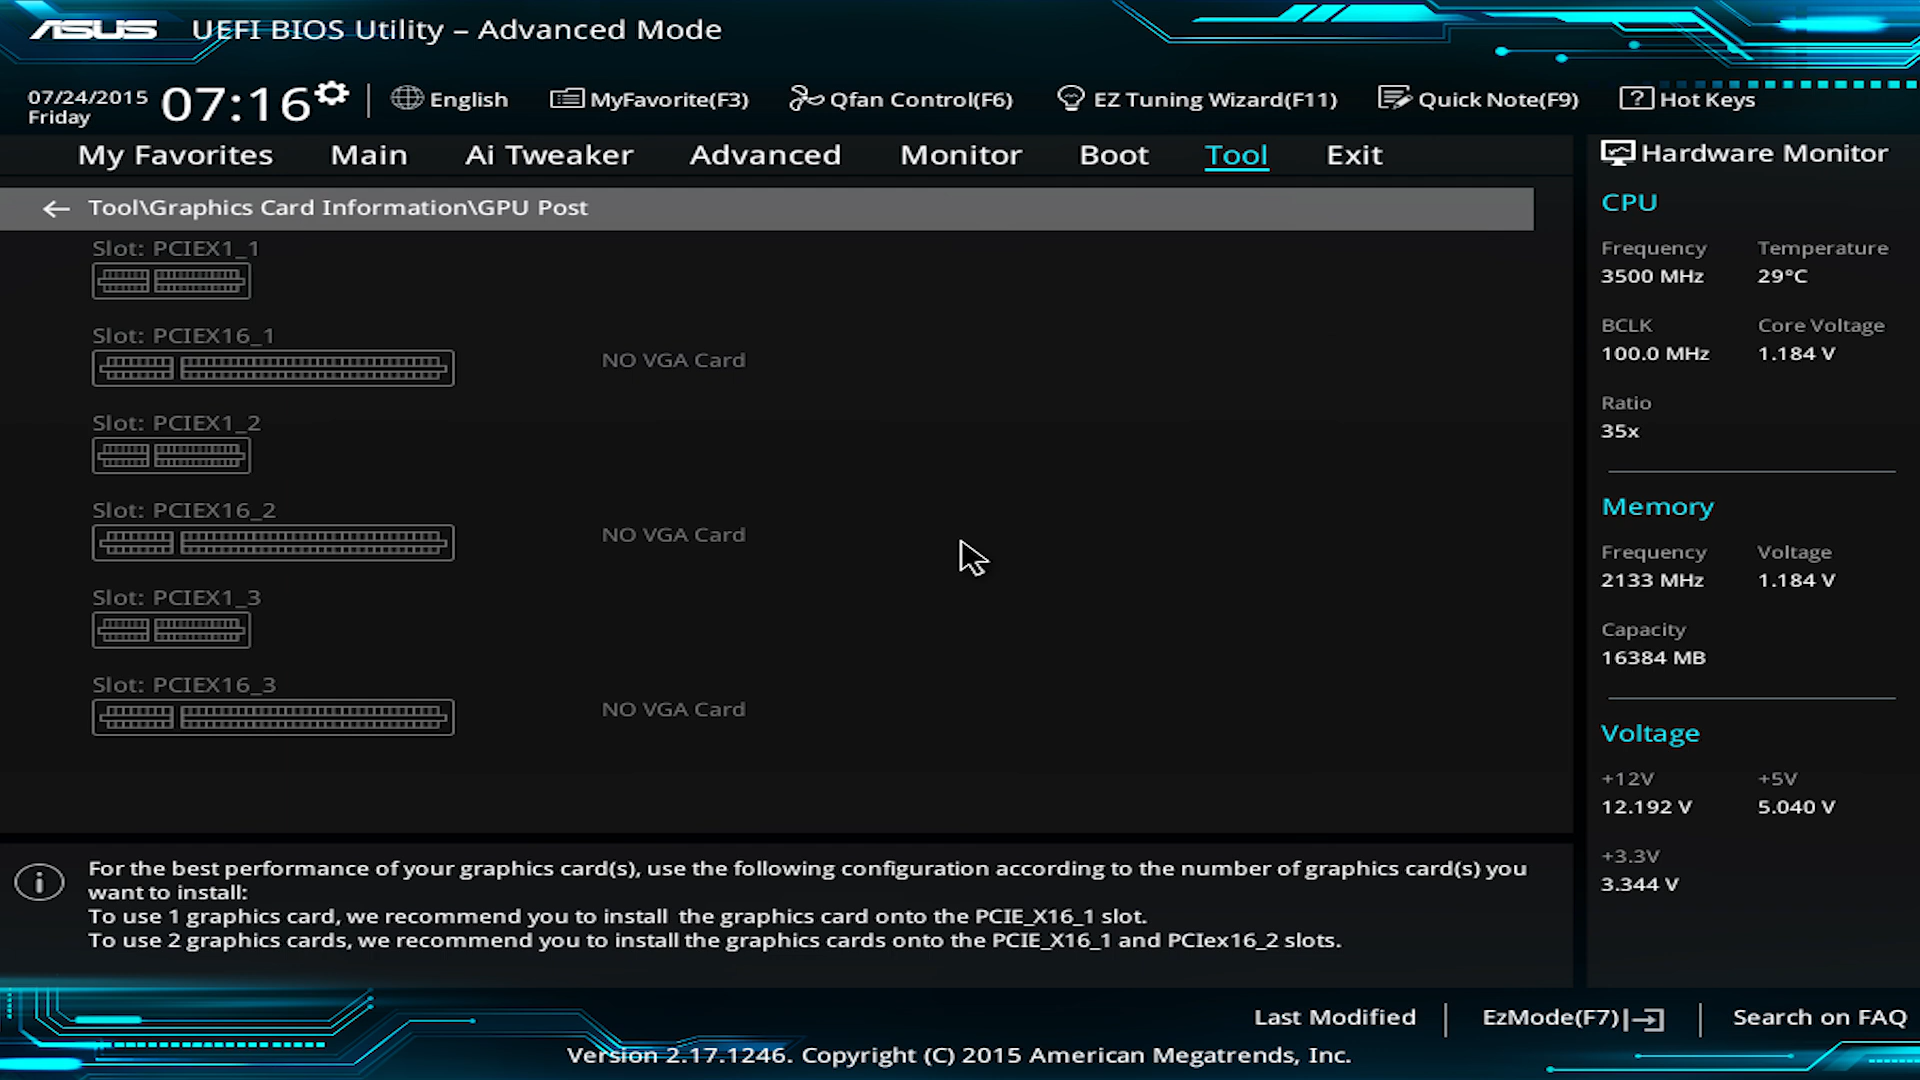 ASUS UEFI BIOS Utility – Advanced Mode
07/24/2015 07:16
Friday
English MyFavorite(F3) Qfan Control(F6) EZ Tuning Wizard(F11) Quick Note(F9) ? Hot Keys
My Favorites Main Ai Tweaker Advanced Monitor Boot Tool Exit
Tool\Graphics Card Information\GPU Post
Slot: PCIEX1_1
Slot: PCIEX16_1
NO VGA Card
Slot: PCIEX1_2
Slot: PCIEX16_2
NO VGA Card
Slot: PCIEX1_3
Slot: PCIEX16_3
NO VGA Card
Hardware Monitor
CPU
Frequency Temperature
3500 MHz 29°C
BCLK Core Voltage
100.0 MHz 1.184 V
Ratio
35x
Memory
Frequency Voltage
2133 MHz 1.184 V
Capacity
16384 MB
Voltage
+12V +5V
12.192 V 5.040 V
+3.3V
3.344 V
For the best performance of your graphics card(s), use the following configuration according to the number of graphics card(s) you
want to install:
To use 1 graphics card, we recommend you to install the graphics card onto the PCIE_X16_1 slot.
To use 2 graphics cards, we recommend you to install the graphics cards onto the PCIE_X16_1 and PCIex16_2 slots.
Last Modified EzMode(F7) Search on FAQ
Version 2.17.1246. Copyright (C) 2015 American Megatrends, Inc.